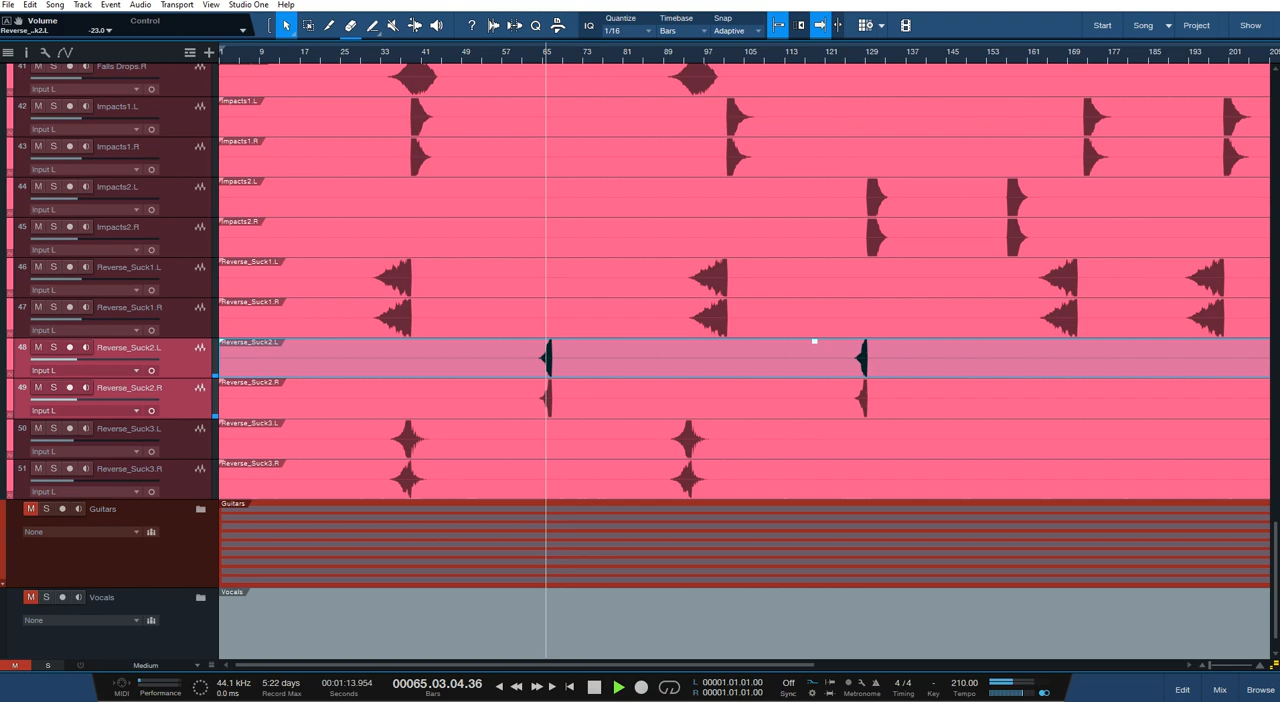 File Edit Song Track Event Audio Transport View Studio One Help
Volume Control
Reverse_...k2.L -23.0
IQ Quantize Timebase Snap
1/16 Bars Adaptive
Start Song Project Show
9 17 25 33 41 49 57 65 73 81 89 97 105 113 121 129 137 145 153 161 169 177 185 193 201 209
41 Falls Drops.R
Input L
42 M S Impacts1.L Impacts1.L
Input L
43 M S Impacts1.R Impacts1.R
Input L
44 M S Impacts2.L Impacts2.L
Input L
45 M S Impacts2.R Impacts2.R
Input L
46 M S Reverse_Suck1.L Reverse_Suck1.L
Input L
47 M S Reverse_Suck1.R Reverse_Suck1.R
Input L
48 M S Reverse_Suck2.L Reverse_Suck2.L
Input L
49 M S Reverse_Suck2.R Reverse_Suck2.R
Input L
50 M S Reverse_Suck3.L Reverse_Suck3.L
Input L
51 M S Reverse_Suck3.R Reverse_Suck3.R
Input L
M S Guitars Guitars
None
M S Vocals Vocals
None
M S Medium
MIDI Performance
44.1 kHz 5:22 days 00:01:13.954 00065.03.04.36
0.0 ms Record Max Seconds Bars
L 00001.01.01.00
R 00001.01.01.00
Off 4 / 4 - 210.00
Sync Metronome Timing Key Tempo
Edit Mix Browse